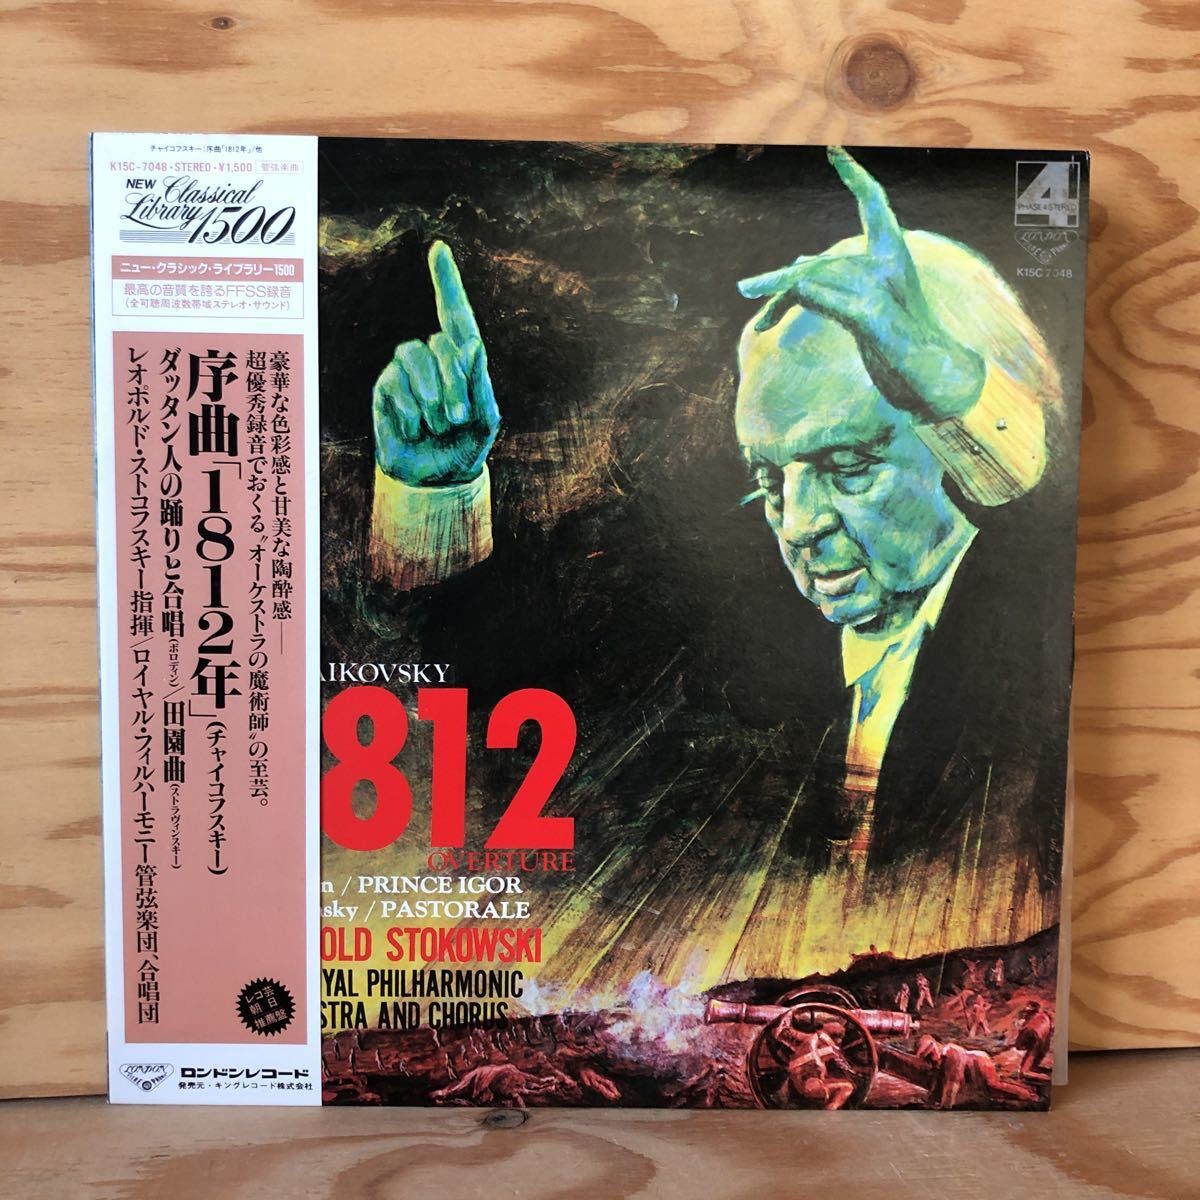 チャイコフスキー:序曲「1812年」/他
K15C-7048・STEREO・¥1,500 管弦楽曲
NEW Classical
Library 1500
ニュー・クラシック・ライブラリー1500
最高の音質を誇るFFSS録音
(全可聴周波数帯域ステレオ・サウンド)
豪華な色彩感と甘美な陶酔感──
超優秀録音でおくる〝オーケストラの魔術師〟の至芸。
序曲「1812年」(チャイコフスキー)
ダッタン人の踊りと合唱(ボロディン)/田園曲(ストラヴィンスキー)
レオポルド・ストコフスキー指揮/ロイヤル・フィルハーモニー管弦楽団、合唱団
レコ芸
朝日
推薦盤
LONDON
ロンドンレコード
発売元・キングレコード株式会社
4
PHASE 4 STEREO
LONDON
K15C 7048
AIKOVSKY
812
OVERTURE
n / PRINCE IGOR
nsky / PASTORALE
OLD STOKOWSKI
YAL PHILHARMONIC
STRA AND CHORUS